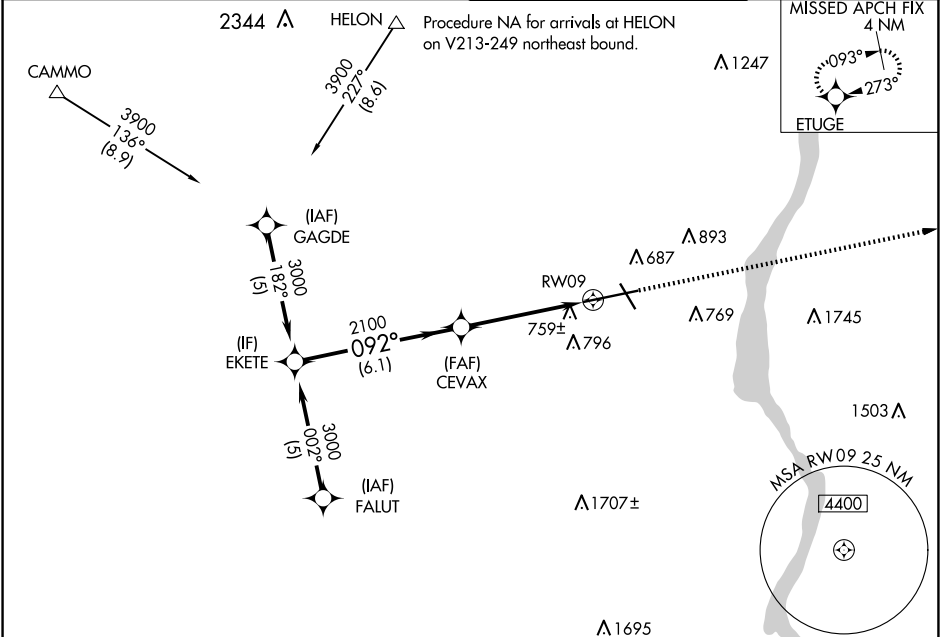 2344
HELON
Procedure NA for arrivals at HELON
on V213-249 northeast bound.
MISSED APCH FIX
4 NM
093°
273°
ETUGE
1247
CAMMO
3900
136°
(8.9)
3900
227°
(8.6)
(IAF)
GAGDE
3000
182°
(5)
893
687
RW09
769
1745
759±
796
(IF)
EKETE
2100
092°
(6.1)
(FAF)
CEVAX
1503
3000
002°
(5)
(IAF)
FALUT
1707±
MSA RW09 25 NM
4400
1695